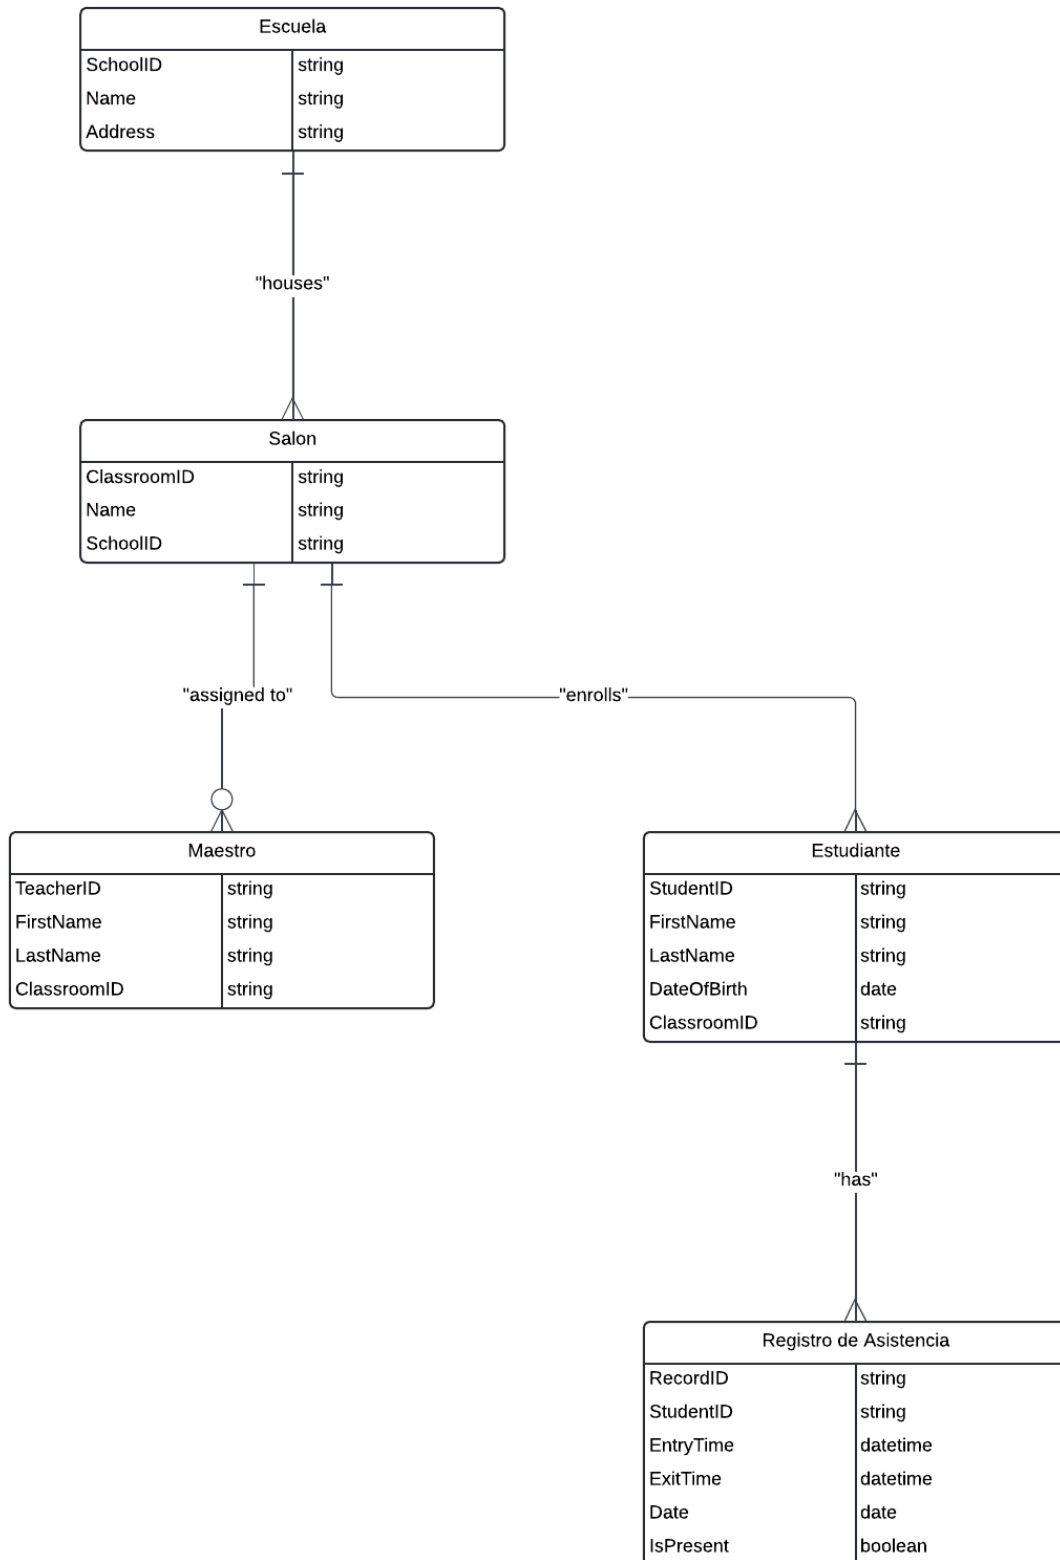 Escuela
SchoolID string
Name string
Address string
"houses"
Salon
ClassroomID string
Name string
SchoolID string
"assigned to" "enrolls"
Maestro
TeacherID string
FirstName string
LastName string
ClassroomID string
Estudiante
StudentID string
FirstName string
LastName string
DateOfBirth date
ClassroomID string
"has"
Registro de Asistencia
RecordID string
StudentID string
EntryTime datetime
ExitTime datetime
Date date
IsPresent boolean